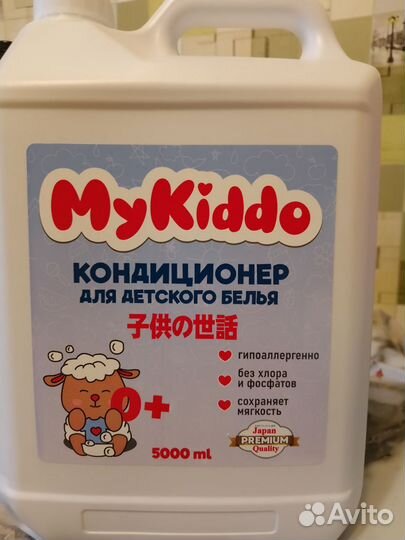 MyKiddo
КОНДИЦИОНЕР
ДЛЯ ДЕТСКОГО БЕЛЬЯ
子供の世話
гипоаллергенно
без хлора
и фосфатов
сохраняет
мягкость
0+
5000 ml
Japan
PREMIUM
Quality
Avito